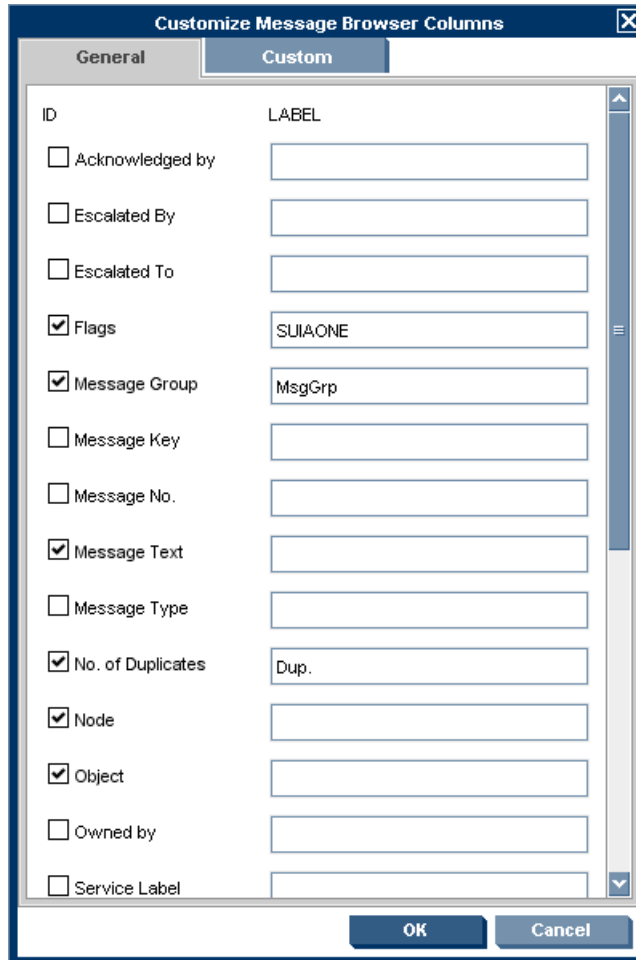 Customize Message Browser Columns
General Custom
ID LABEL
Acknowledged by
Escalated By
Escalated To
Flags SUIAONE
Message Group MsgGrp
Message Key
Message No.
Message Text
Message Type
No. of Duplicates Dup.
Node
Object
Owned by
Service Label
OK Cancel